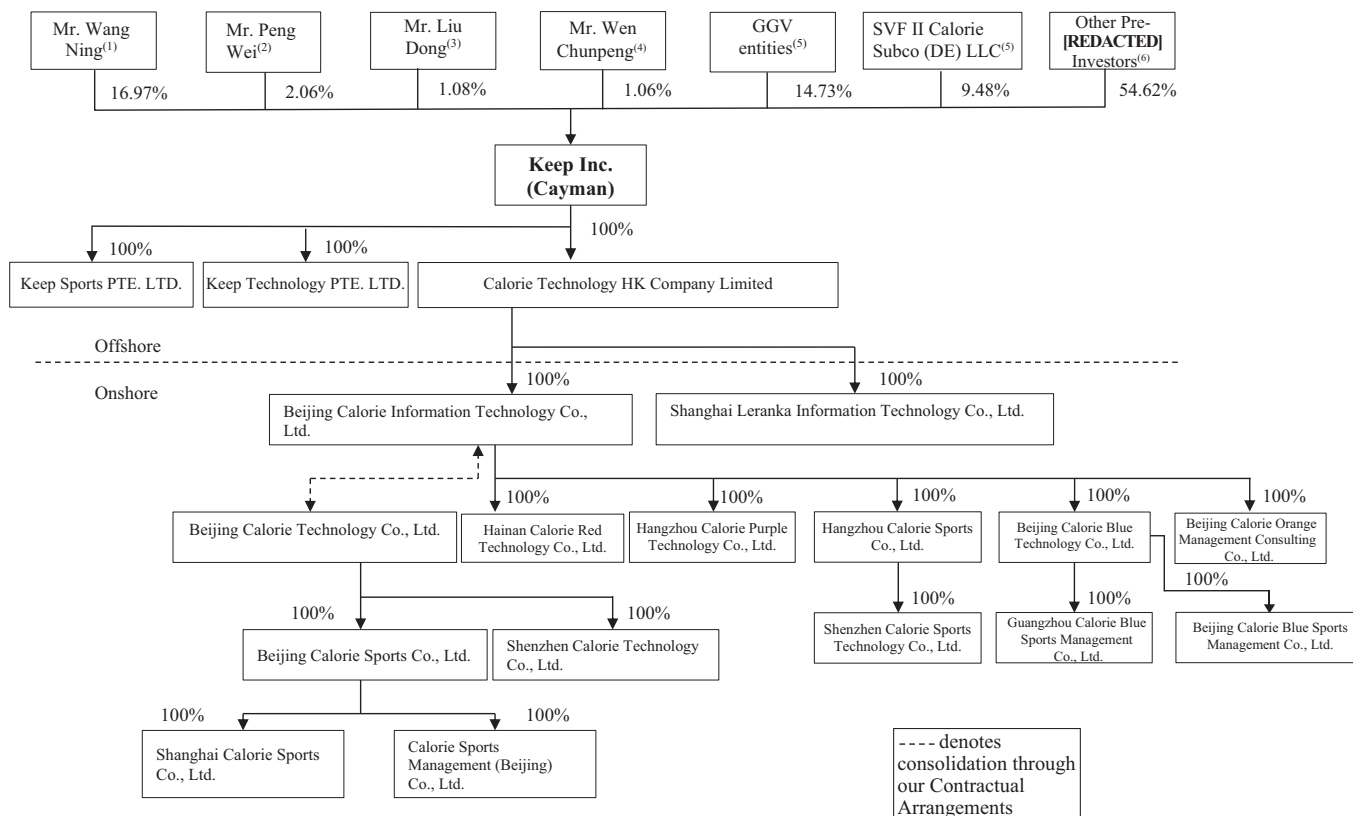 Mr. Wang
Ning(1)
Mr. Peng
Wei(2)
Mr. Liu
Dong(3)
Mr. Wen
Chunpeng(4)
GGV
entities(5)
SVF II Calorie
Subco (DE) LLC(5)
Other Pre-
[REDACTED]
Investors(6)
16.97%
2.06%
1.08%
1.06%
14.73%
9.48%
54.62%
Keep Inc.
(Cayman)
100%
100%
100%
Keep Sports PTE. LTD.
Keep Technology PTE. LTD.
Calorie Technology HK Company Limited
Offshore
Onshore
100%
100%
Beijing Calorie Information Technology Co.,
Ltd.
Shanghai Leranka Information Technology Co., Ltd.
100%
100%
100%
100%
100%
Beijing Calorie Technology Co., Ltd.
Hainan Calorie Red
Technology Co., Ltd.
Hangzhou Calorie Purple
Technology Co., Ltd.
Hangzhou Calorie Sports
Co., Ltd.
Beijing Calorie Blue
Technology Co., Ltd.
Beijing Calorie Orange
Management Consulting
Co., Ltd.
100%
100%
100%
100%
100%
Beijing Calorie Sports Co., Ltd.
Shenzhen Calorie Technology
Co., Ltd.
Shenzhen Calorie Sports
Technology Co., Ltd.
Guangzhou Calorie Blue
Sports Management
Co., Ltd.
Beijing Calorie Blue Sports
Management Co., Ltd.
100%
100%
Shanghai Calorie Sports
Co., Ltd.
Calorie Sports
Management (Beijing)
Co., Ltd.
---- denotes
consolidation through
our Contractual
Arrangements